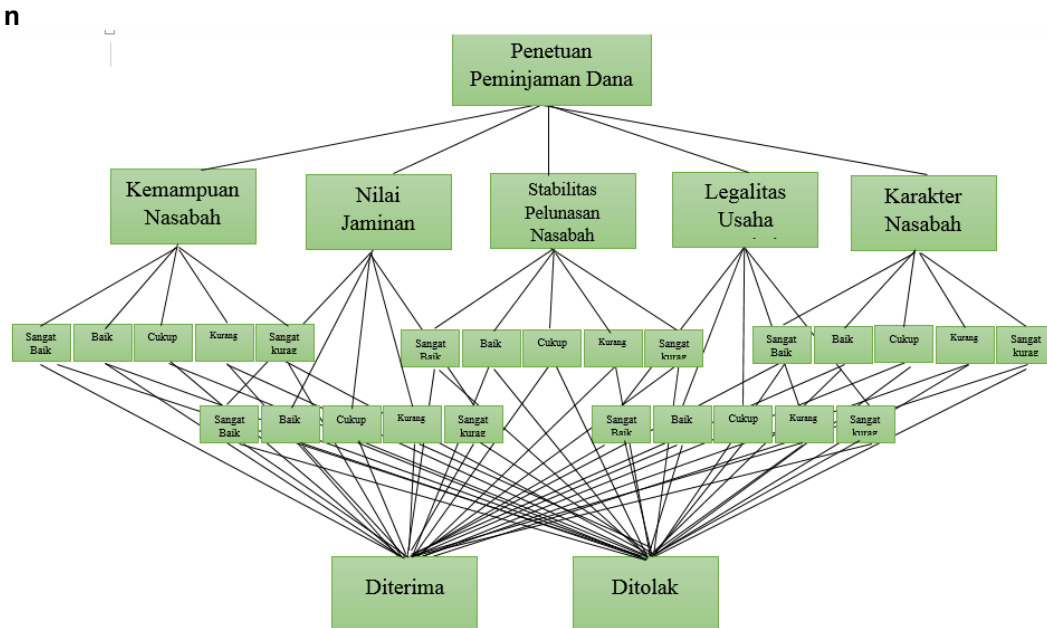 n
Penetuan
Peminjaman Dana
Kemampuan
Nasabah
Nilai
Jaminan
Stabilitas
Pelunasan
Nasabah
Legalitas
Usaha
Karakter
Nasabah
Sangat
Baik
Baik
Cukup
Kurang
Sangat
kurag
Sangat
Baik
Baik
Cukup
Kurang
Sangat
kurag
Sangat
Baik
Baik
Cukup
Kurang
Sangat
kurag
Sangat
Baik
Baik
Cukup
Kurang
Sangat
kurag
Sangat
Baik
Baik
Cukup
Kurang
Sangat
kurag
Diterima
Ditolak